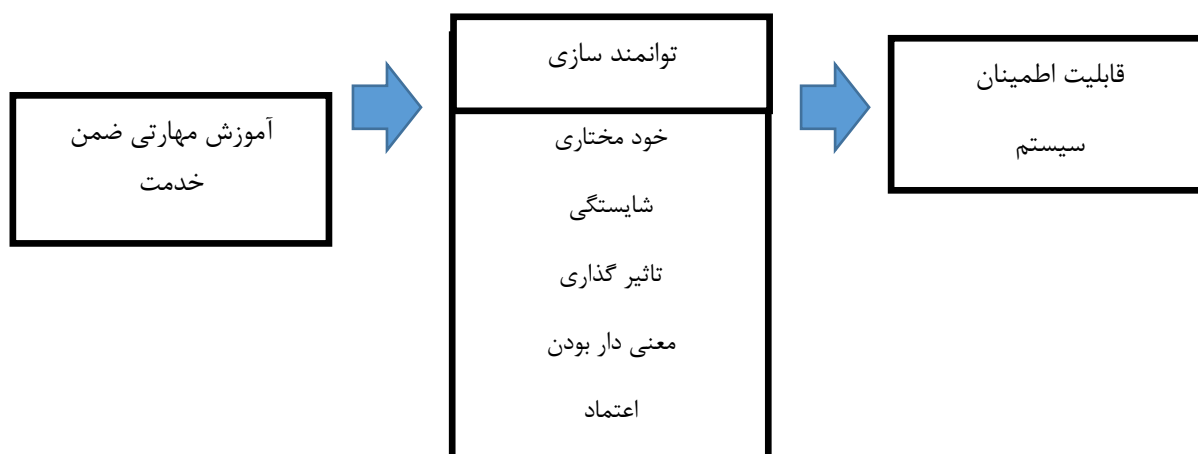 آموزش مهارتی ضمن
خدمت
توانمند سازی
خود مختاری
شایستگی
تاثیر گذاری
معنی دار بودن
اعتماد
قابلیت اطمینان
سیستم